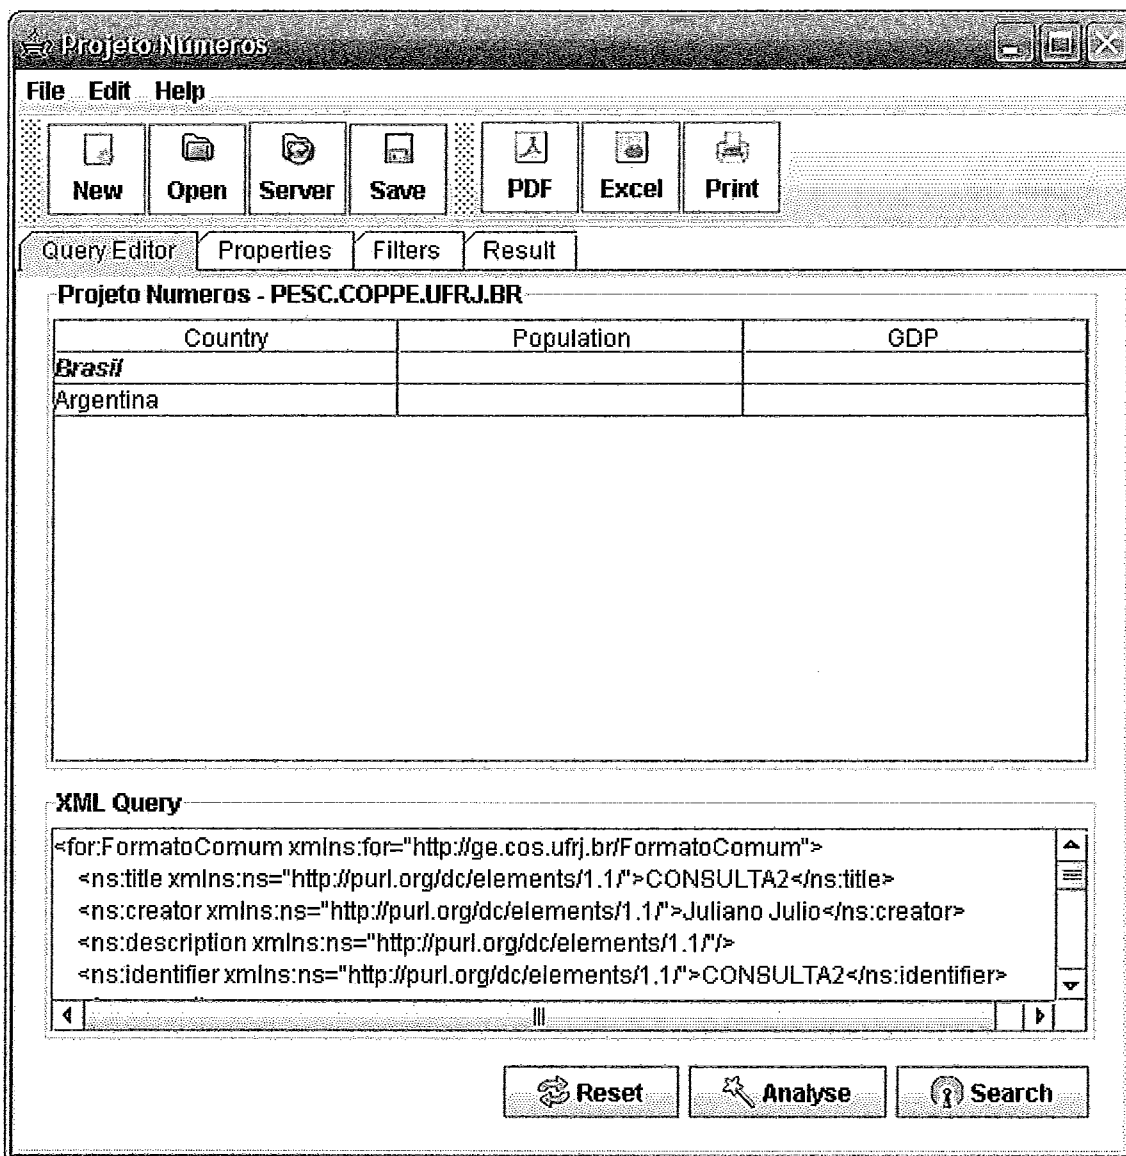 Projeto Números
File Edit Help
New Open Server Save PDF Excel Print
Query Editor Properties Filters Result
Projeto Numeros - PESC.COPPE.UFRJ.BR
Country Population GDP
Brasil
Argentina
XML Query
<for:FormatoComum xmlns:for="http://ge.cos.ufrj.br/FormatoComum">
<ns:title xmlns:ns="http://purl.org/dc/elements/1.1/">CONSULTA2</ns:title>
<ns:creator xmlns:ns="http://purl.org/dc/elements/1.1/">Juliano Julio</ns:creator>
<ns:description xmlns:ns="http://purl.org/dc/elements/1.1/"/>
<ns:identifier xmlns:ns="http://purl.org/dc/elements/1.1/">CONSULTA2</ns:identifier>
Reset Analyse Search